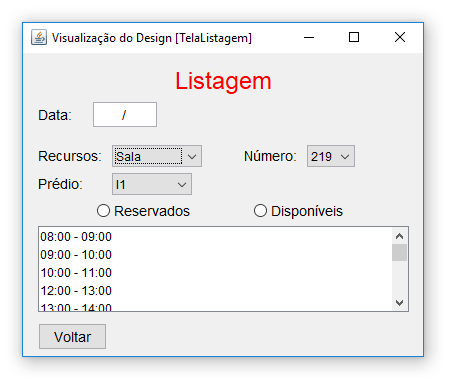 Visualização do Design [TelaListagem]
Listagem
Data: /
Recursos: Sala Número: 219
Prédio: I1
Reservados Disponíveis
08:00 - 09:00
09:00 - 10:00
10:00 - 11:00
12:00 - 13:00
13:00 - 14:00
Voltar